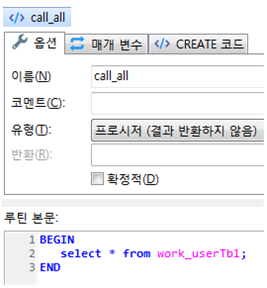 </> call_all
옵션 매개 변수 </> CREATE 코드
이름(N) call_all
코멘트(C):
유형(T): 프로시저 (결과 반환하지 않음)
반환(R):
확정적(D)
루틴 본문:
1 BEGIN
2 select * from work_userTbl;
3 END